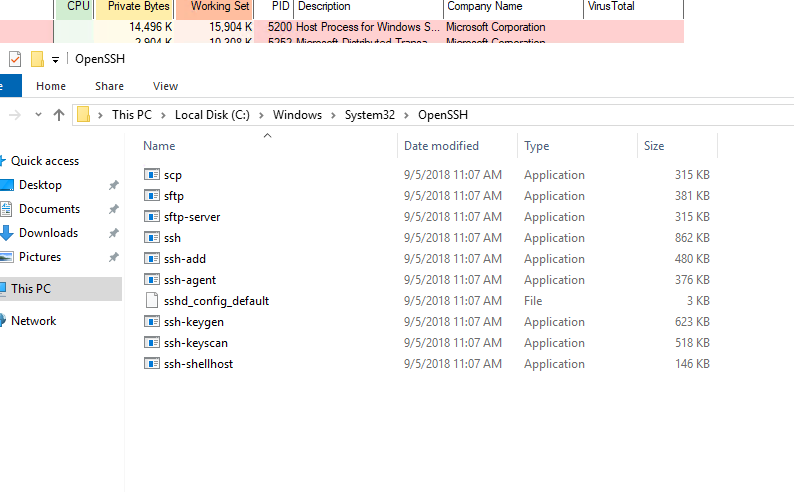 CPU Private Bytes Working Set PID Description Company Name VirusTotal
14,496 K 15,904 K 5200 Host Process for Windows S... Microsoft Corporation
2,904 K 10,308 K 5252 Microsoft Distributed Transa... Microsoft Corporation
OpenSSH
Home Share View
This PC > Local Disk (C:) > Windows > System32 > OpenSSH
Name Date modified Type Size
Quick access
Desktop
Documents
Downloads
Pictures
This PC
Network
scp 9/5/2018 11:07 AM Application 315 KB
sftp 9/5/2018 11:07 AM Application 381 KB
sftp-server 9/5/2018 11:07 AM Application 315 KB
ssh 9/5/2018 11:07 AM Application 862 KB
ssh-add 9/5/2018 11:07 AM Application 480 KB
ssh-agent 9/5/2018 11:07 AM Application 376 KB
sshd_config_default 9/5/2018 11:07 AM File 3 KB
ssh-keygen 9/5/2018 11:07 AM Application 623 KB
ssh-keyscan 9/5/2018 11:07 AM Application 518 KB
ssh-shellhost 9/5/2018 11:07 AM Application 146 KB